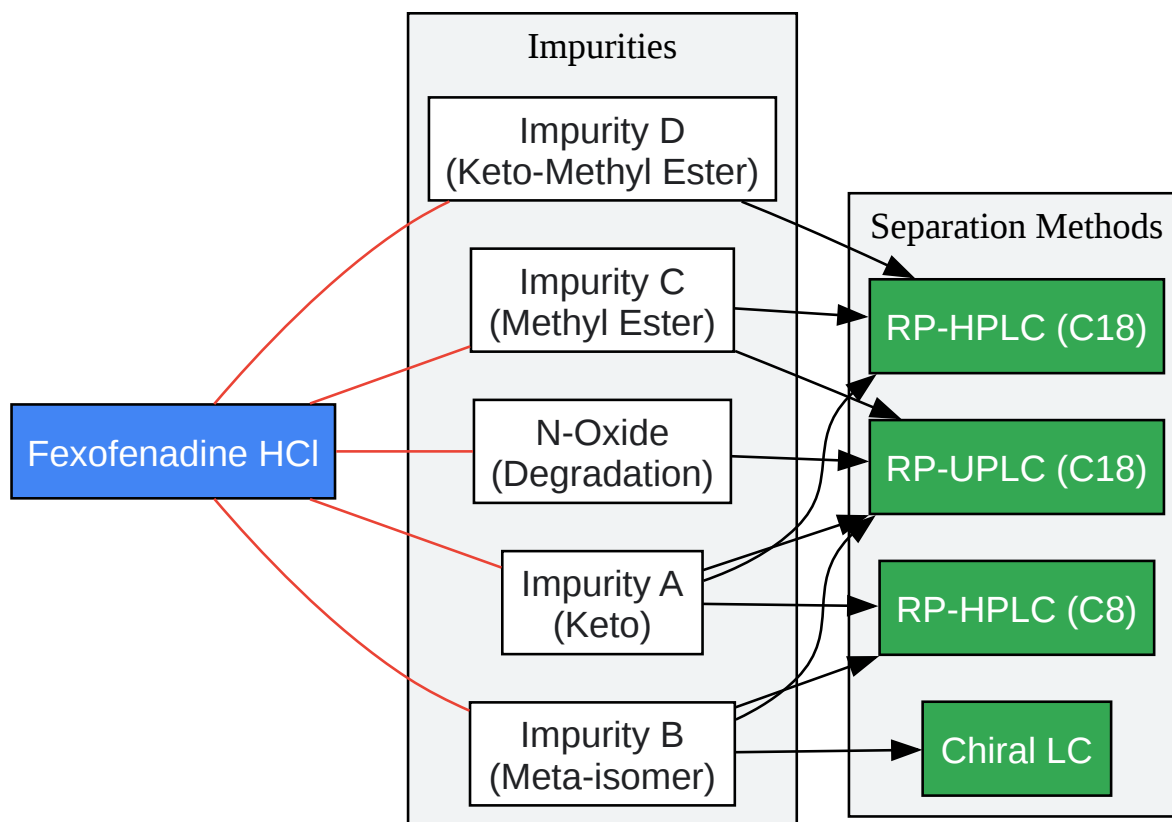 Impurities
Impurity D
(Keto-Methyl Ester)
Impurity C
(Methyl Ester)
N-Oxide
(Degradation)
Impurity A
(Keto)
Impurity B
(Meta-isomer)
Fexofenadine HCl
Separation Methods
RP-HPLC (C18)
RP-UPLC (C18)
RP-HPLC (C8)
Chiral LC